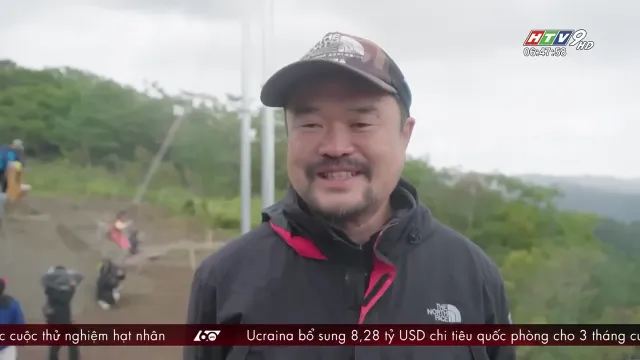 HTV9 HD
06:47:58
THE NORTH FACE
THE
NORTH
FACE
c cuộc thử nghiệm hạt nhân
Ucraina bổ sung 8,28 tỷ USD chi tiêu quốc phòng cho 3 tháng cu